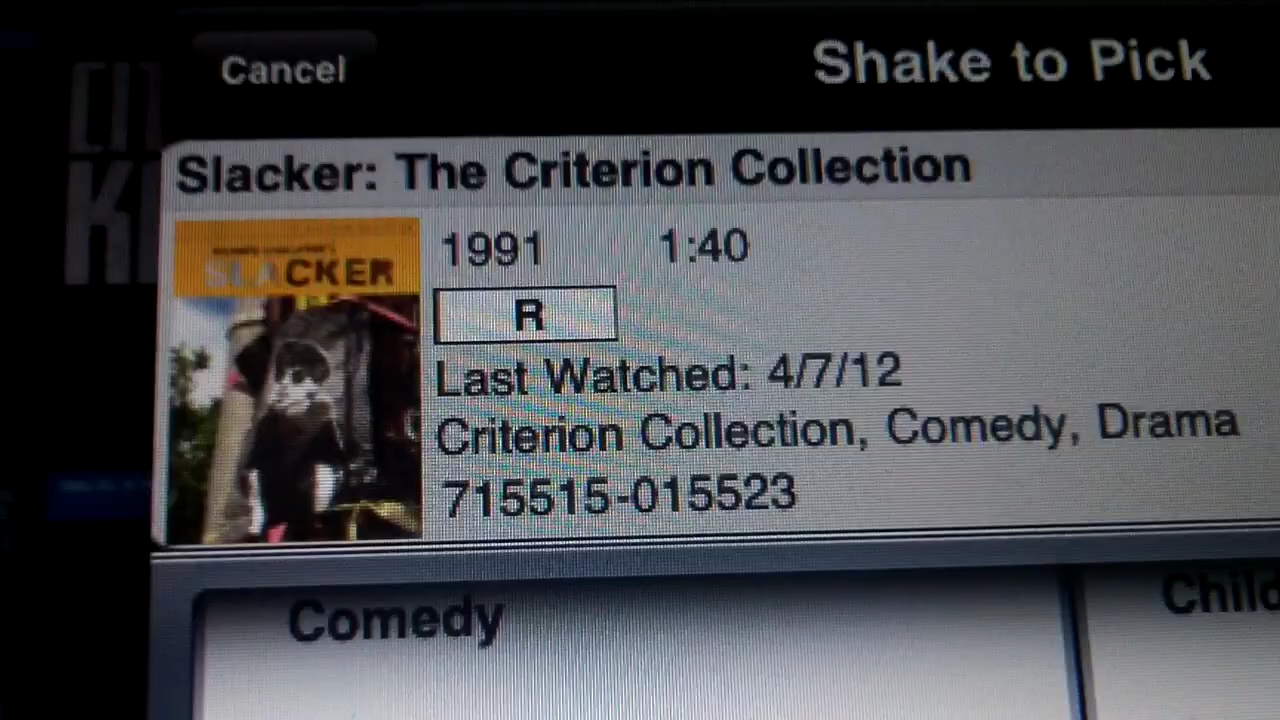 Cancel
Shake to Pick
Slacker: The Criterion Collection
SLACKER
1991 1:40
R
Last Watched: 4/7/12
Criterion Collection, Comedy, Drama
715515-015523
Comedy